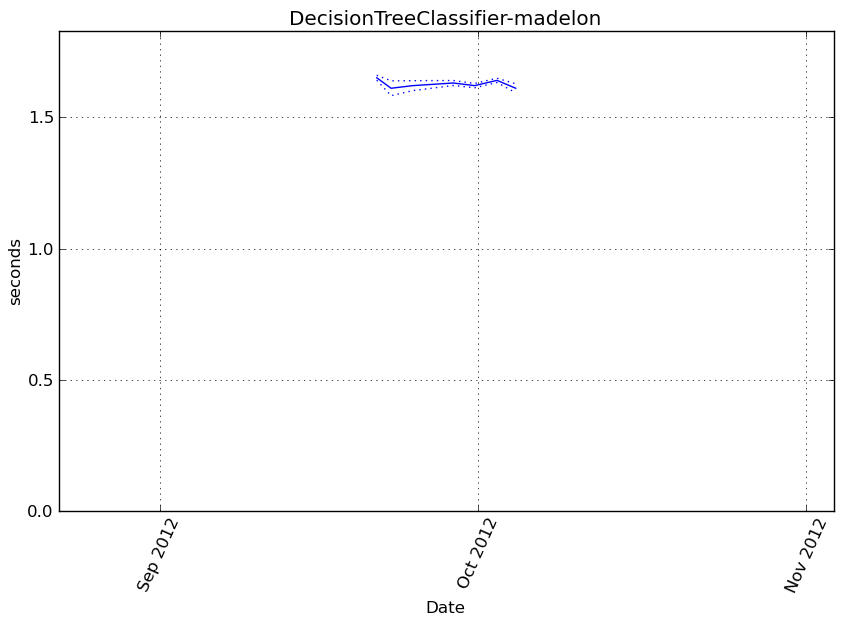 DecisionTreeClassifier-madelon
1.5
1.0
0.5
0.0
seconds
Sep 2012
Oct 2012
Nov 2012
Date